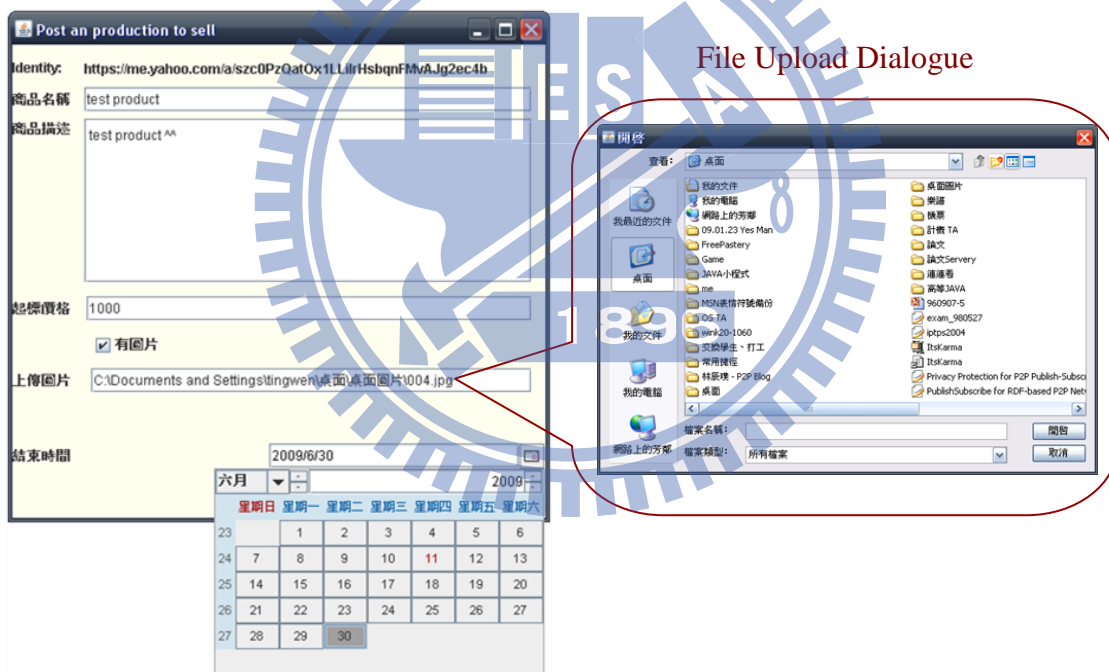 Post an production to sell
Identity: https://me.yahoo.com/a/szc0PzQatOx1LLilrHsbqnFMvAJg2ec4b
商品名稱 test product
商品描述 test product ^^
起標價格 1000
有圖片
上傳圖片 C:\Documents and Settings\tingwen\桌面\桌面圖片\004.jpg
結束時間 2009/6/30
六月 2009
星期日 星期一 星期二 星期三 星期四 星期五 星期六
23 1 2 3 4 5 6
24 7 8 9 10 11 12 13
25 14 15 16 17 18 19 20
26 21 22 23 24 25 26 27
27 28 29 30
File Upload Dialogue
開啓
查看: 桌面
我最近的文件
桌面
我的文件
我的電腦
網路上的芳鄰
我的文件
我的電腦
網路上的芳鄰
09.01.23 Yes Man
FreePastery
Game
JAVA小程式
me
MSN表情符號備份
OS TA
wink20-1060
交換學生、打工
常用捷徑
林辰璞 - P2P Blog
桌面
桌面圖片
樂譜
機票
計概 TA
論文
論文Servery
連連看
高等JAVA
960907-5
exam_980527
iptps2004
ItsKarma
ItsKarma
Privacy Protection for P2P Publish-Subsc
PublishSubscribe for RDF-based P2P Net
檔案名稱: 開啓
檔案類型: 所有檔案 取消
ES A
8
1896